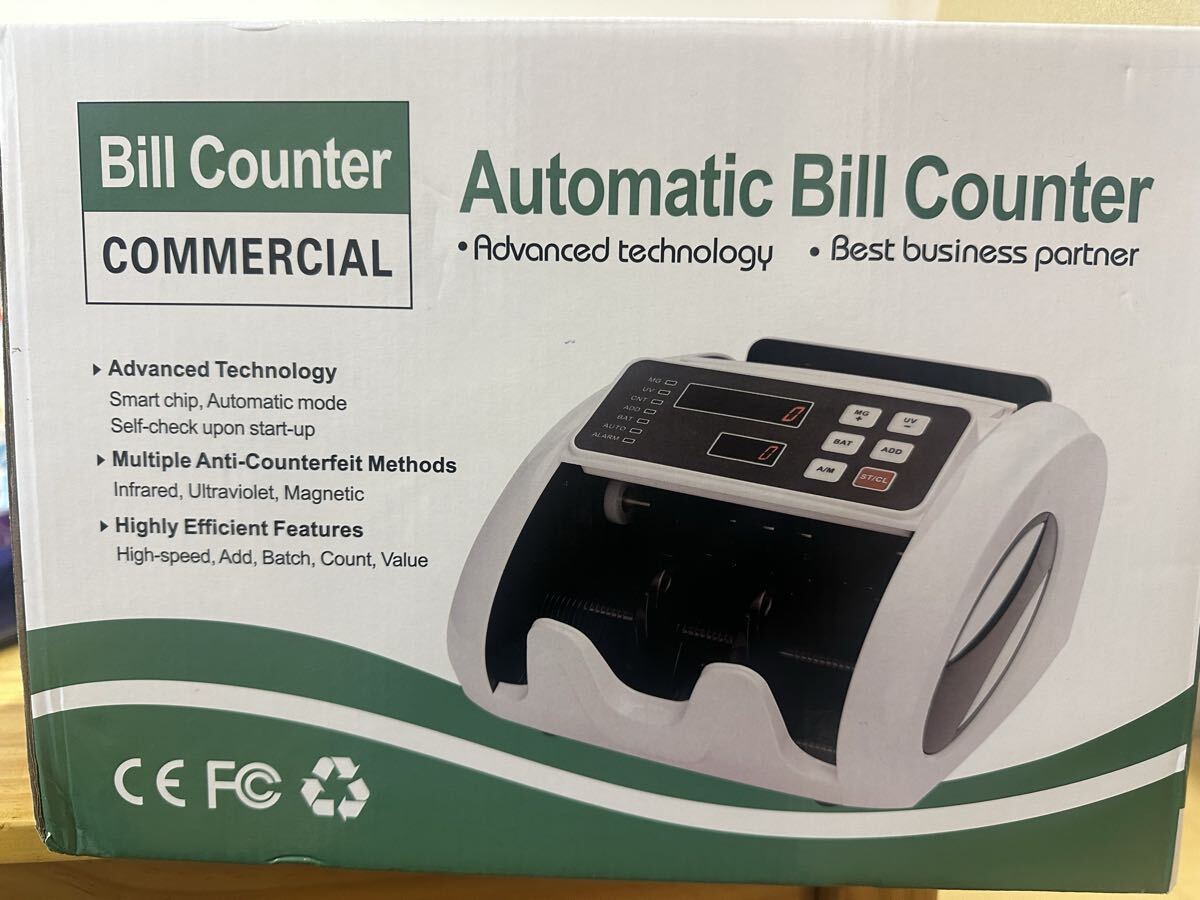 Bill Counter
COMMERCIAL
Automatic Bill Counter
• Advanced technology • Best business partner
Advanced Technology
Smart chip, Automatic mode
Self-check upon start-up
Multiple Anti-Counterfeit Methods
Infrared, Ultraviolet, Magnetic
Highly Efficient Features
High-speed, Add, Batch, Count, Value
MG
UV
CNT
ADD
BAT
AUTO
ALARM
0
0
MG +
UV −
BAT
ADD
A/M
ST/CL
CE FC